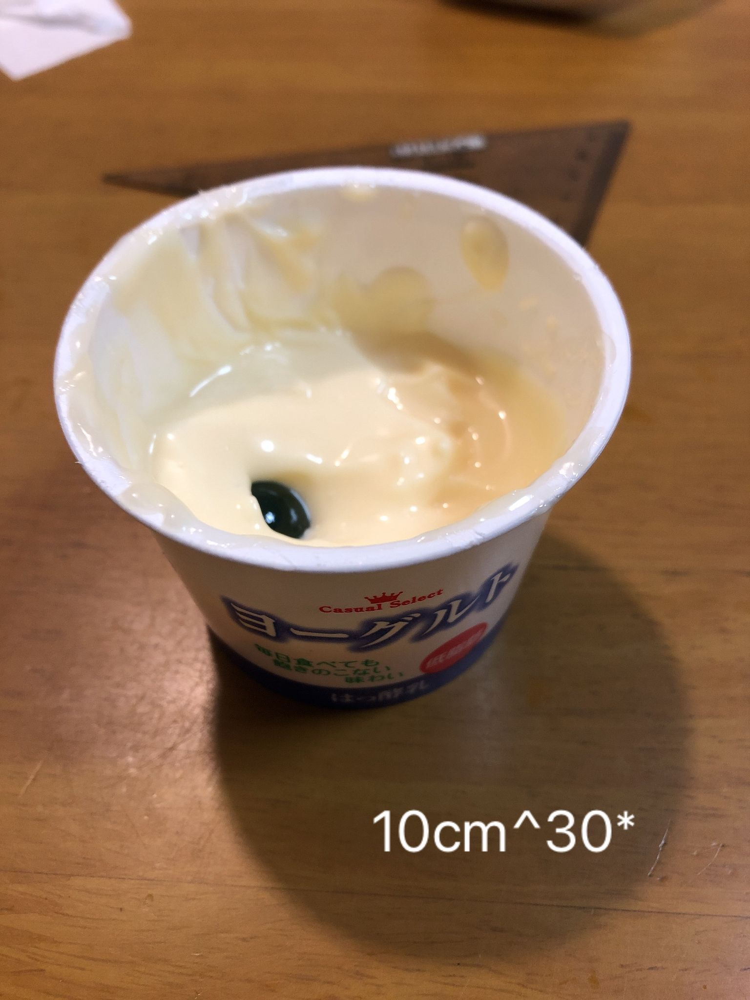 Casual Select
ヨーグルト
毎日食べても
飽きのこない
味わい
低脂肪
はっ酵乳
10cm^30*